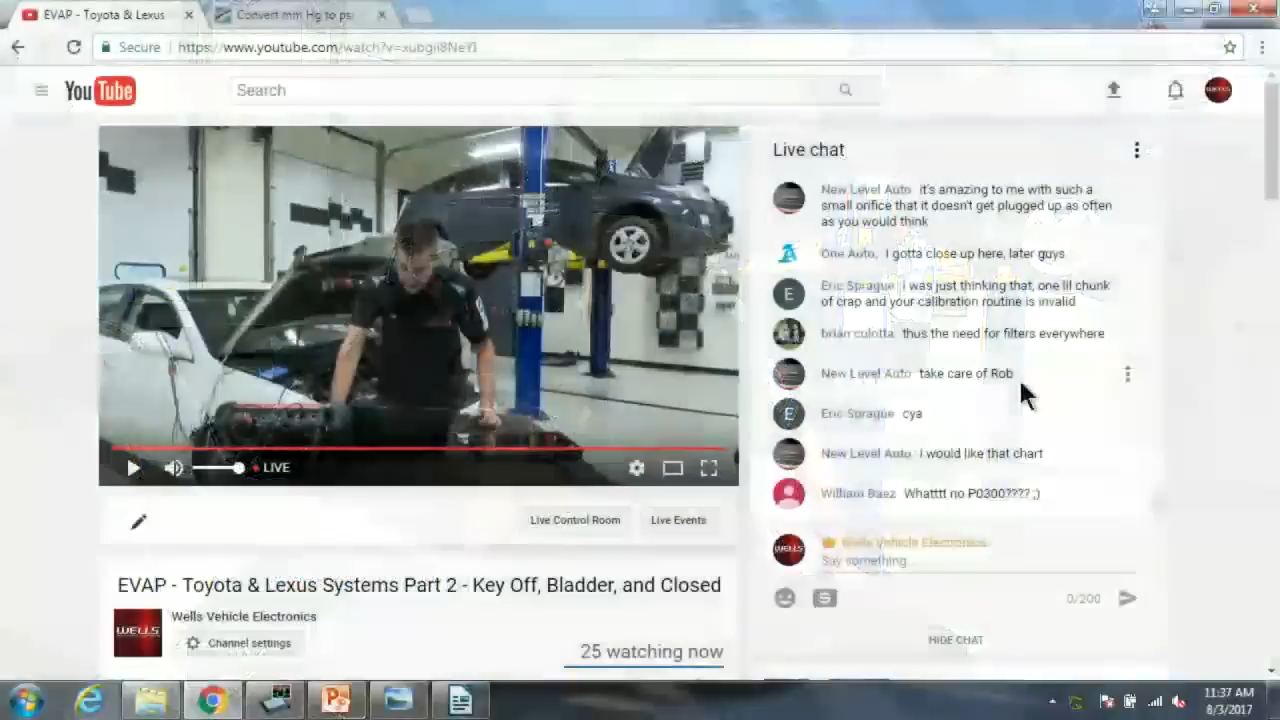 EVAP - Toyota & Lexus
Convert mm Hg to psi
Secure https://www.youtube.com/watch?v=
YouTube
Search
Live chat
New Level Auto it's amazing to me with such a
small orifice that it doesn't get plugged up as often
as you would think
One Auto, I gotta close up here, later guys
Eric Sprague i was just thinking that, one lil chunk
of crap and your calibration routine is invalid
brian culotta thus the need for filters everywhere
New Level Auto take care of Rob
E Eric Sprague cya
New Level Auto I would like that chart
William Baez Whatttt no P0300???? ;)
WELLS Wells Vehicle Electronics
Say something...
0/200
HIDE CHAT
LIVE
Live Control Room
Live Events
EVAP - Toyota & Lexus Systems Part 2 - Key Off, Bladder, and Closed
WELLS
Wells Vehicle Electronics
Channel settings
25 watching now
11:37 AM
8/3/2017